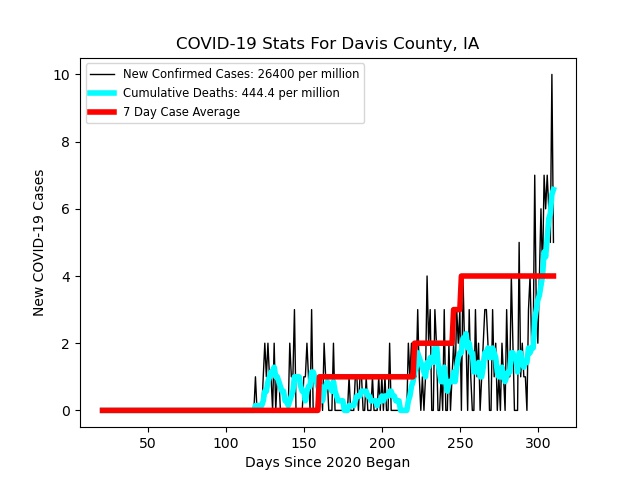 COVID-19 Stats For Davis County, IA
New Confirmed Cases: 26400 per million
Cumulative Deaths: 444.4 per million
7 Day Case Average
New COVID-19 Cases
10
8
6
4
2
0
50 100 150 200 250 300
Days Since 2020 Began